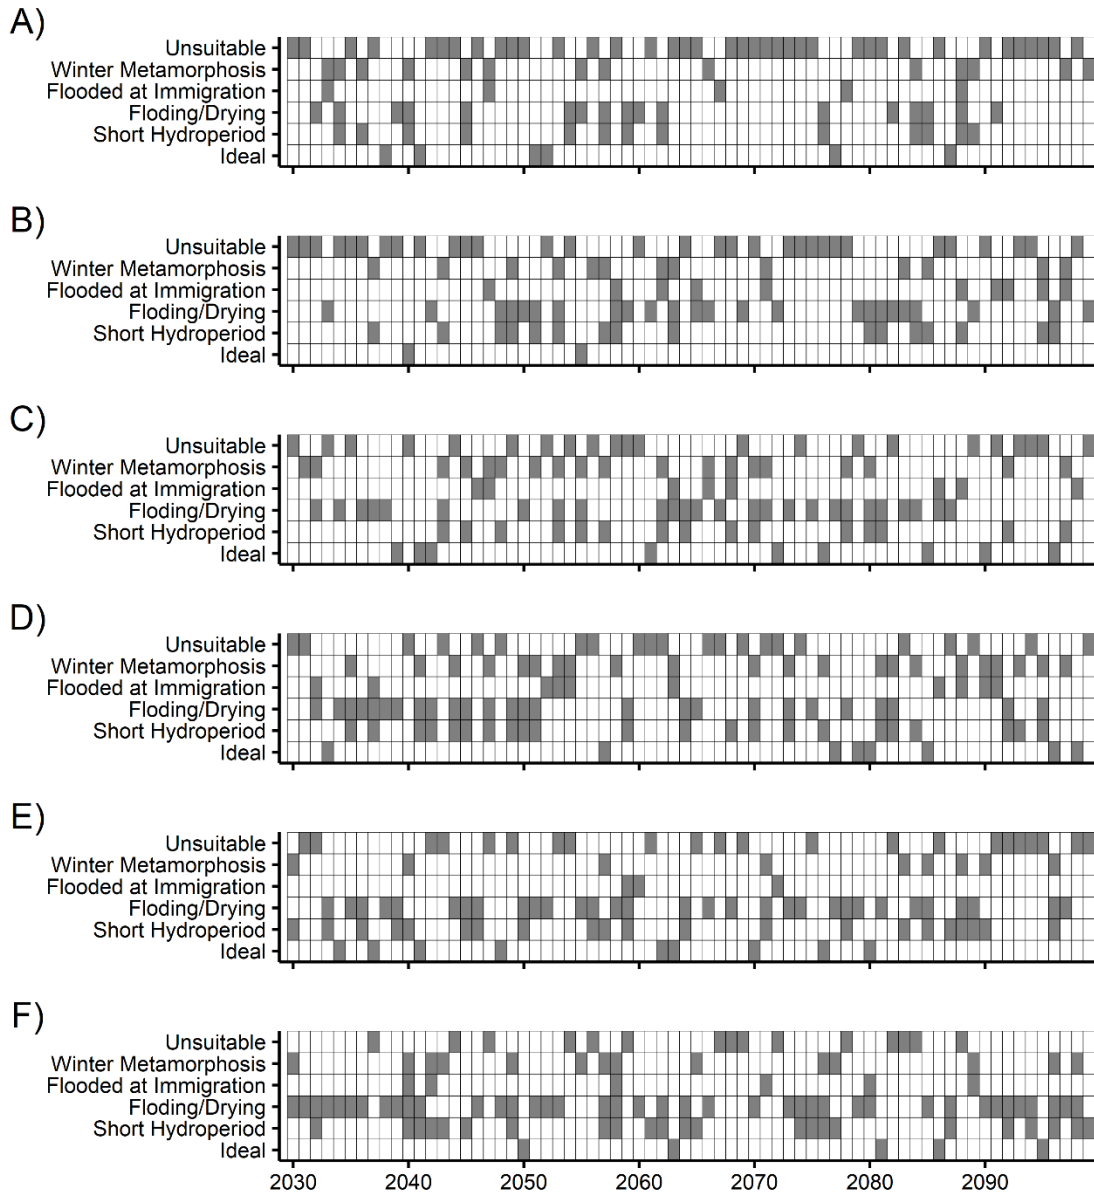 A)
Unsuitable
Winter Metamorphosis
Flooded at Immigration
Floding/Drying
Short Hydroperiod
Ideal
B)
Unsuitable
Winter Metamorphosis
Flooded at Immigration
Floding/Drying
Short Hydroperiod
Ideal
C)
Unsuitable
Winter Metamorphosis
Flooded at Immigration
Floding/Drying
Short Hydroperiod
Ideal
D)
Unsuitable
Winter Metamorphosis
Flooded at Immigration
Floding/Drying
Short Hydroperiod
Ideal
E)
Unsuitable
Winter Metamorphosis
Flooded at Immigration
Floding/Drying
Short Hydroperiod
Ideal
F)
Unsuitable
Winter Metamorphosis
Flooded at Immigration
Floding/Drying
Short Hydroperiod
Ideal
2030 2040 2050 2060 2070 2080 2090